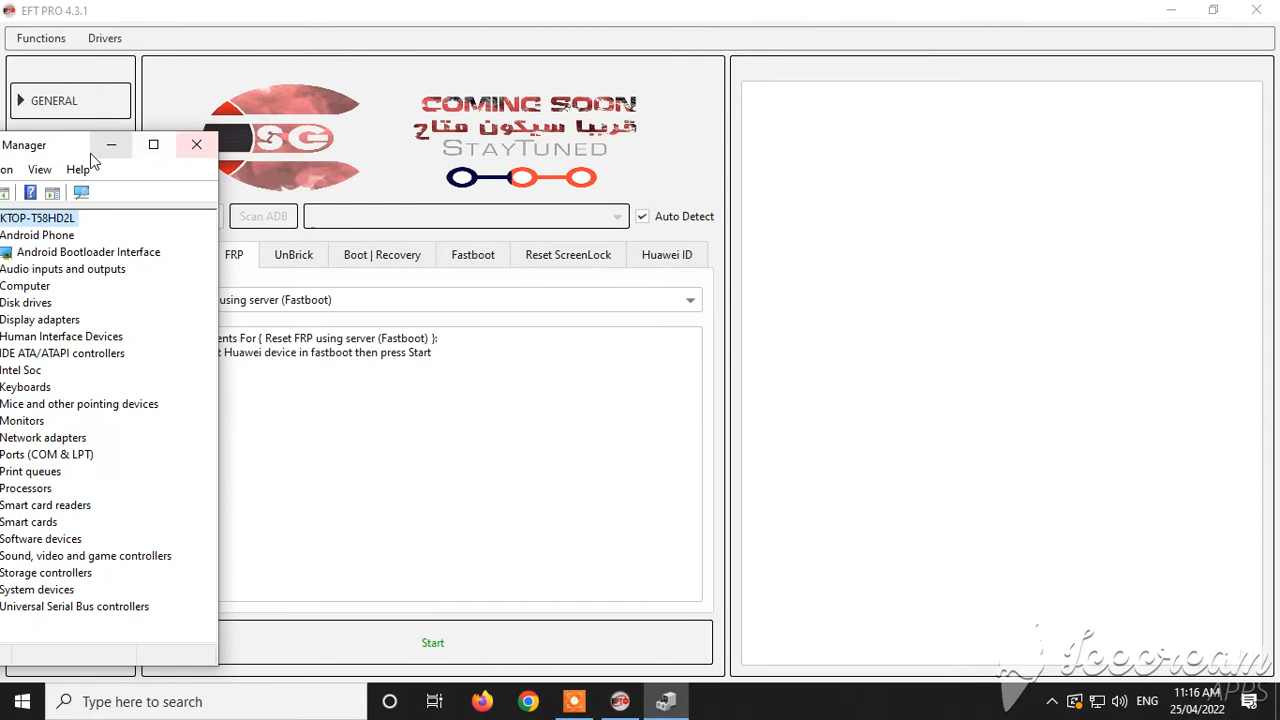 EFT PRO 4.3.1
Functions Drivers
GENERAL
COMING SOON
قريبا سيكون متاح
STAYTUNED
SG
Manager
on View Help
KTOP-T58HD2L
Android Phone
Android Bootloader Interface
Audio inputs and outputs
Computer
Disk drives
Display adapters
Human Interface Devices
IDE ATA/ATAPI controllers
Intel Soc
Keyboards
Mice and other pointing devices
Monitors
Network adapters
Ports (COM & LPT)
Print queues
Processors
Smart card readers
Smart cards
Software devices
Sound, video and game controllers
Storage controllers
System devices
Universal Serial Bus controllers
Scan ADB
Auto Detect
FRP UnBrick Boot | Recovery Fastboot Reset ScreenLock Huawei ID
using server (Fastboot)
ents For { Reset FRP using server (Fastboot) }:
t Huawei device in fastboot then press Start
Start
Icecream
APPS
Type here to search
ENG
11:16 AM
25/04/2022